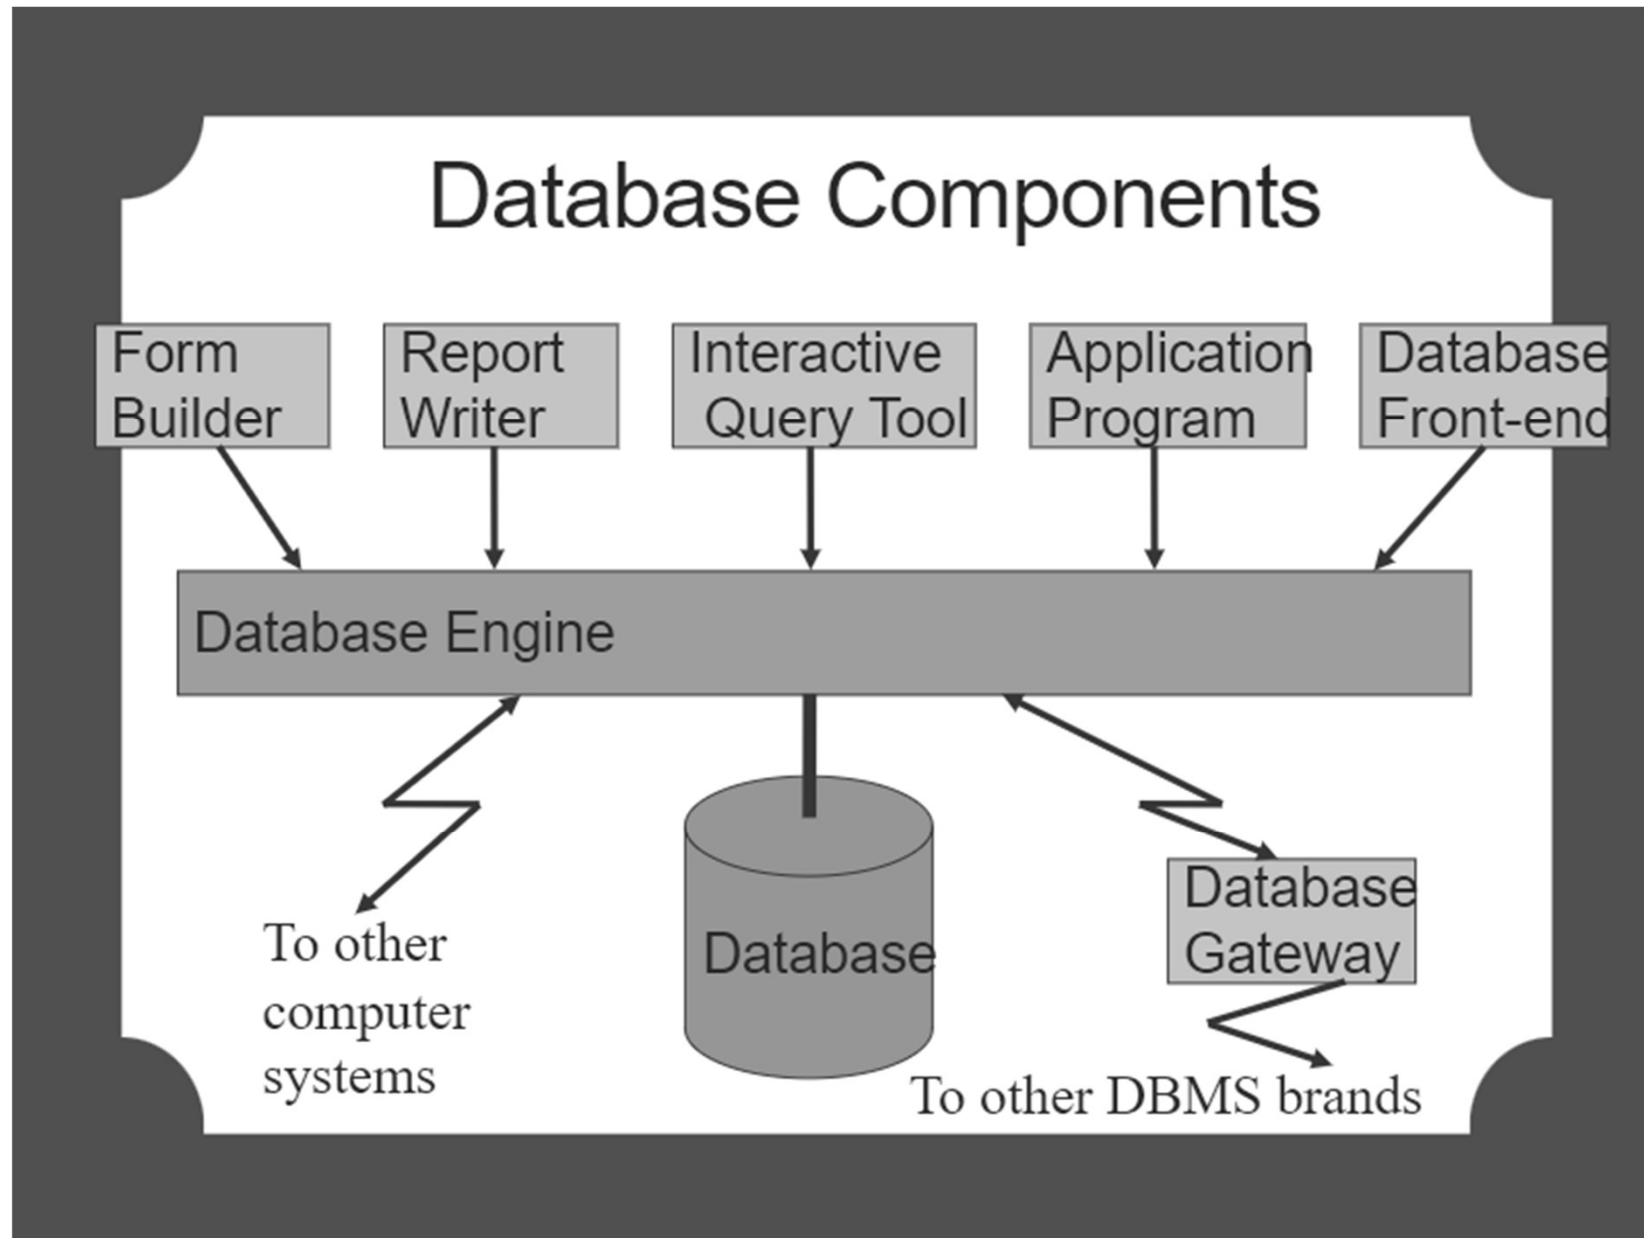 Database Components
Form
Builder
Report
Writer
Interactive
Query Tool
Application
Program
Database
Front-end
Database Engine
To other
computer
systems
Database
Database
Gateway
To other DBMS brands